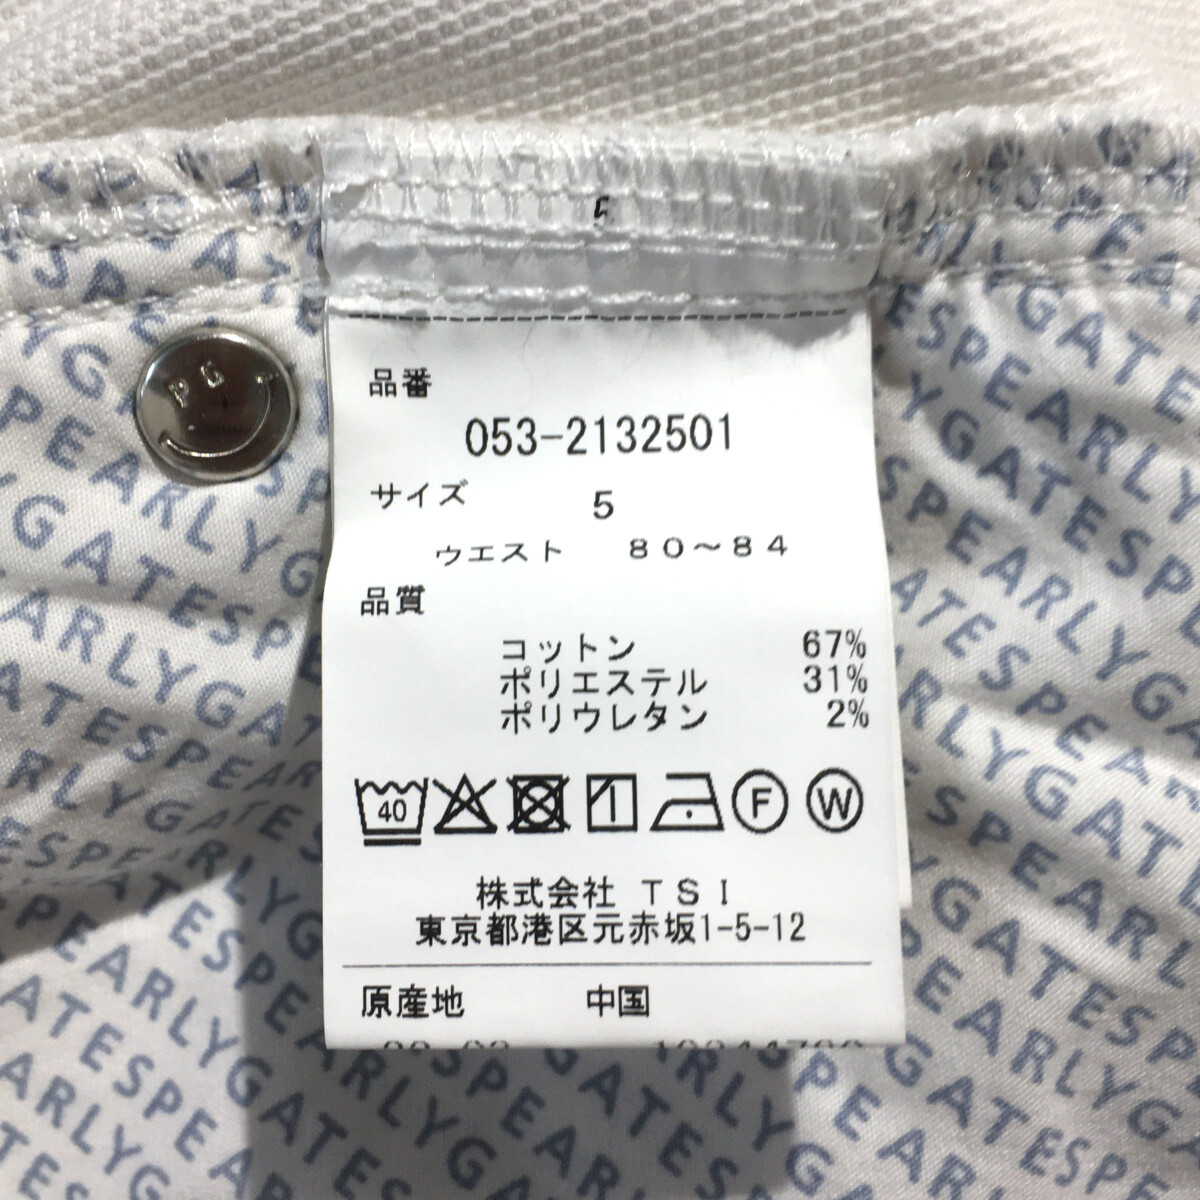 5
PG
品番
053-2132501
サイズ 5
ウエスト 80～84
品質
コットン 67%
ポリエステル 31%
ポリウレタン 2%
40 F W
株式会社 TSI
東京都港区元赤坂1-5-12
原産地 中国
PEARLYGATES
PEARLYGATES
PEARLYGATES